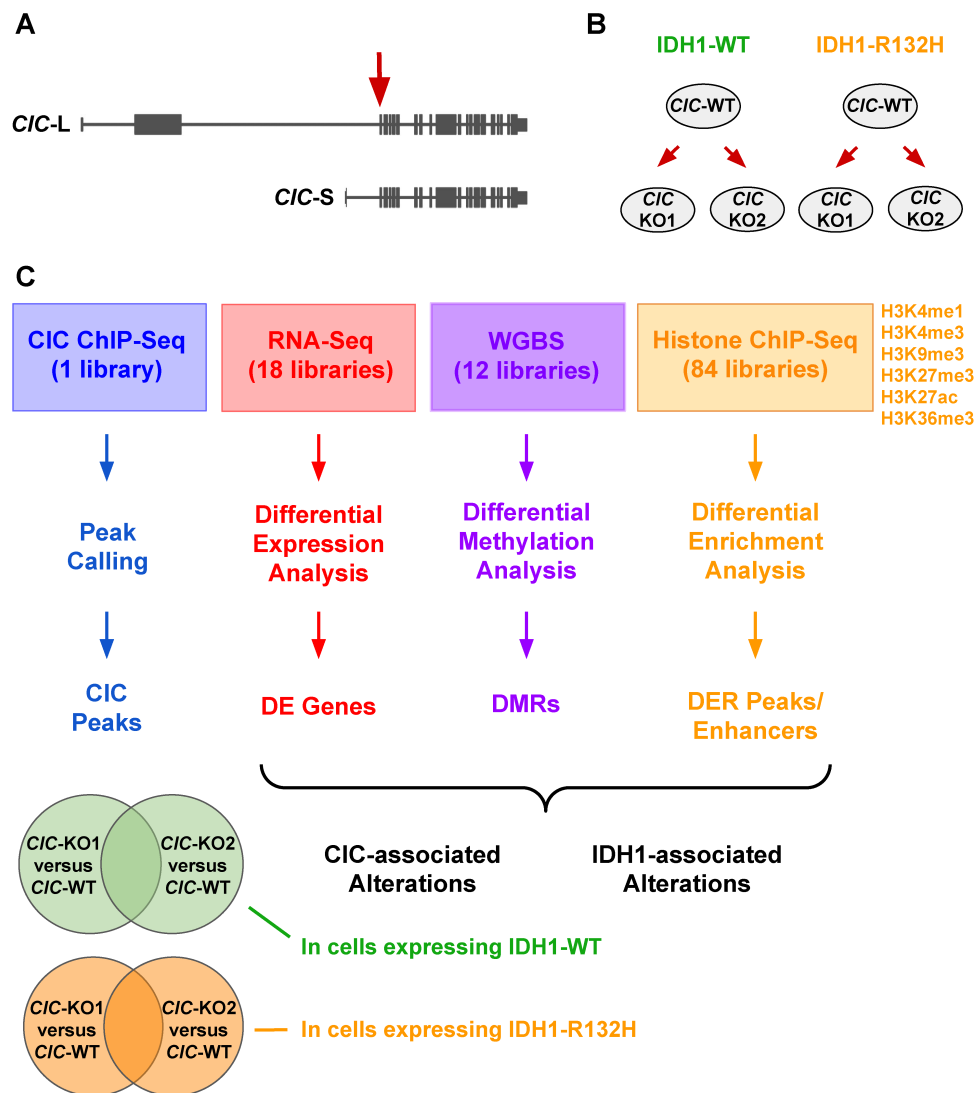 A
CIC-L
CIC-S
B
IDH1-WT
IDH1-R132H
CIC-WT
CIC-WT
CIC
KO1
CIC
KO2
CIC
KO1
CIC
KO2
C
CIC ChIP-Seq
(1 library)
RNA-Seq
(18 libraries)
WGBS
(12 libraries)
Histone ChIP-Seq
(84 libraries)
H3K4me1
H3K4me3
H3K9me3
H3K27me3
H3K27ac
H3K36me3
Peak
Calling
Differential
Expression
Analysis
Differential
Methylation
Analysis
Differential
Enrichment
Analysis
CIC
Peaks
DE Genes
DMRs
DER Peaks/
Enhancers
CIC-KO1
versus
CIC-WT
CIC-KO2
versus
CIC-WT
CIC-associated
Alterations
IDH1-associated
Alterations
In cells expressing IDH1-WT
CIC-KO1
versus
CIC-WT
CIC-KO2
versus
CIC-WT
In cells expressing IDH1-R132H